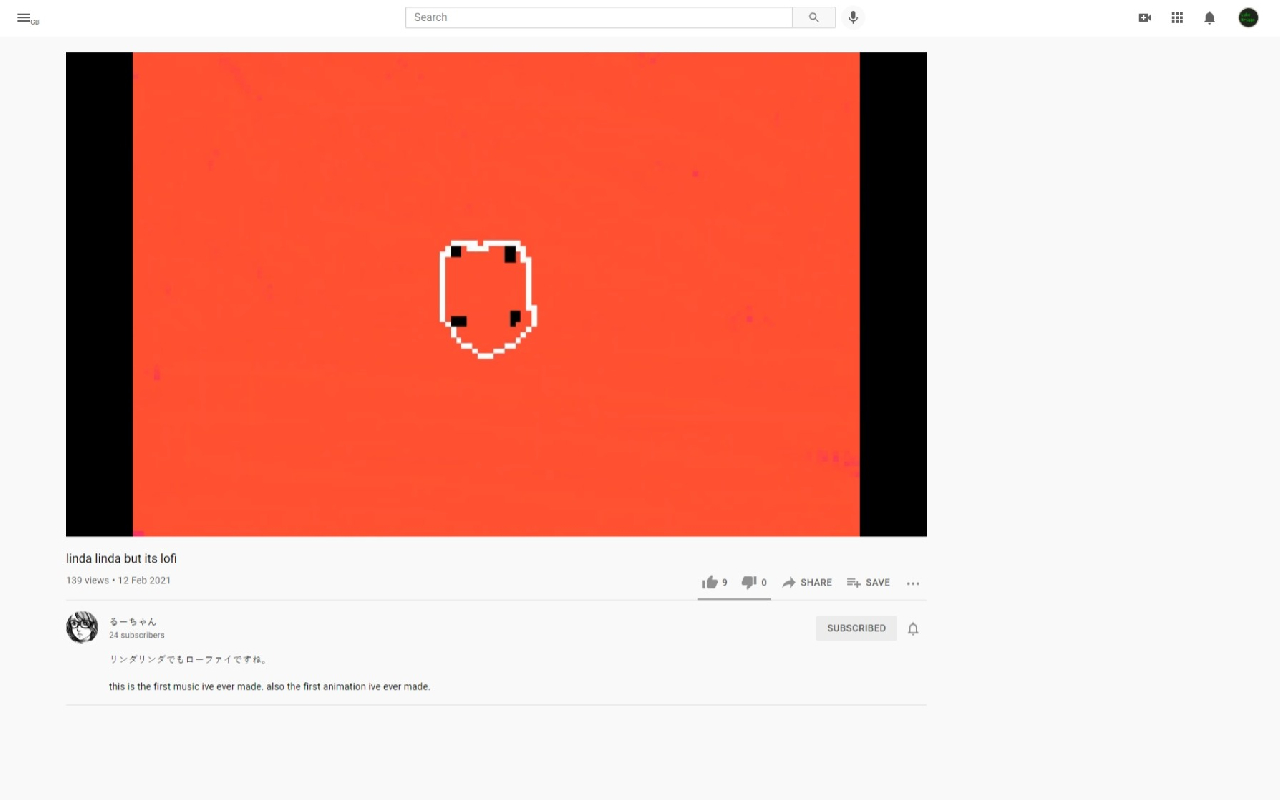 GB
Search
linda linda but its lofi
139 views • 12 Feb 2021
9
0
SHARE
SAVE
るーちゃん
24 subscribers
SUBSCRIBED
リンダリンダでもローファイですね。
this is the first music ive ever made. also the first animation ive ever made.